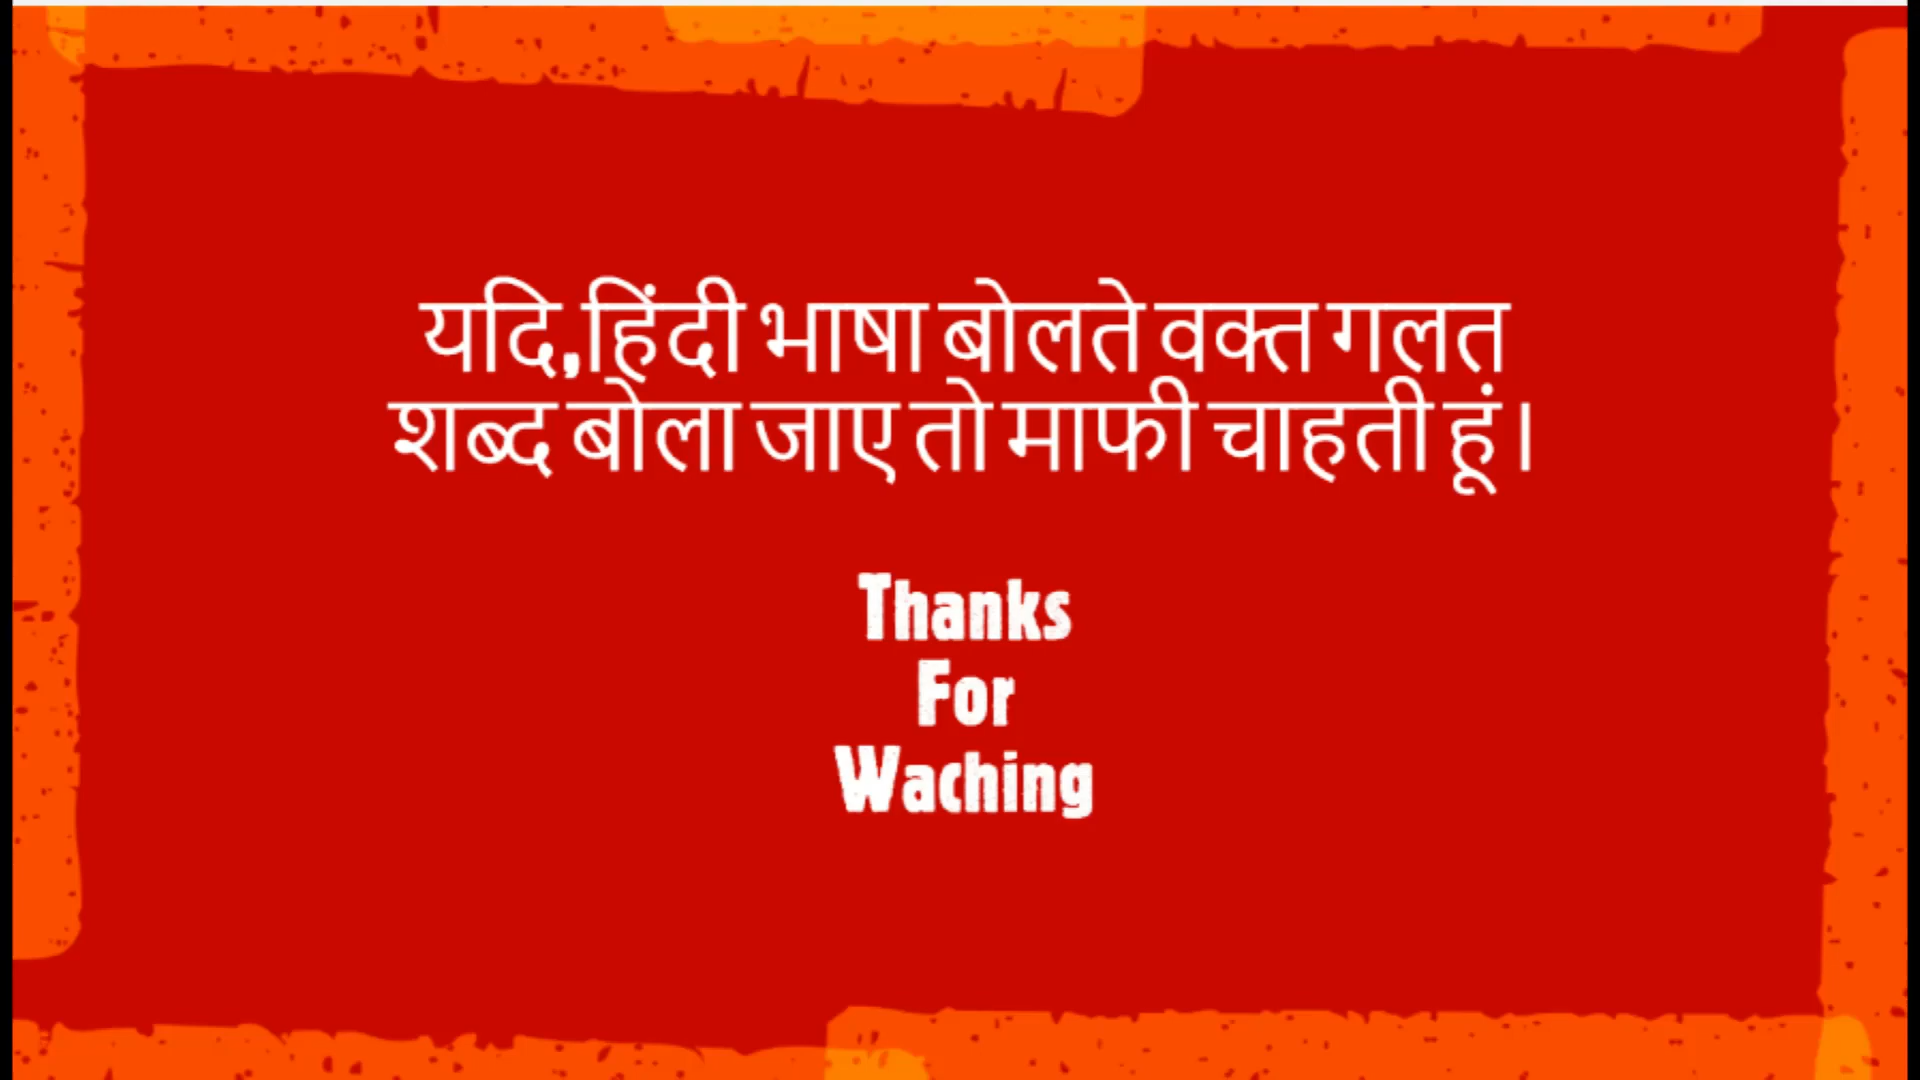 यदि,हिंदी भाषा बोलते वक्त गलत
शब्द बोला जाए तो माफी चाहती हूं।
Thanks
For
Waching